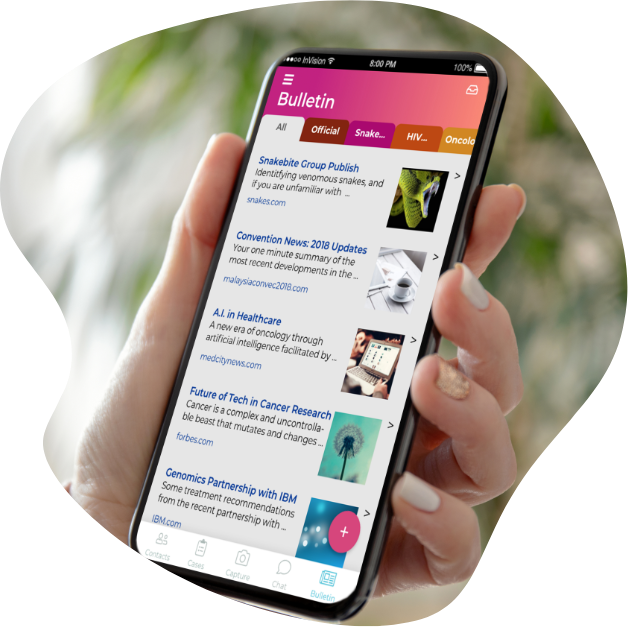 InVision 8:00 PM 100%
Bulletin
All Official Snake... HIV... Oncolo
Snakebite Group Publish >
Identitfying venomous snakes, and
if you are unfamiliar with ...
snakes.com
Convention News: 2018 Updates >
Your one minute summary of the
most recent developments in the ...
malaysiaconvec2018.com
A.I. in Healthcare >
A new era of oncology through
artificial intelligence facilitated by ...
medcitynews.com
Future of Tech in Cancer Research >
Cancer is a complex and uncontrolla-
ble beast that mutates and changes ...
forbes.com
Genomics Partnership with IBM >
Some treatment recommendations
from the recent partnership with ...
IBM.com
+
Contacts Cases Capture Chat Bulletin